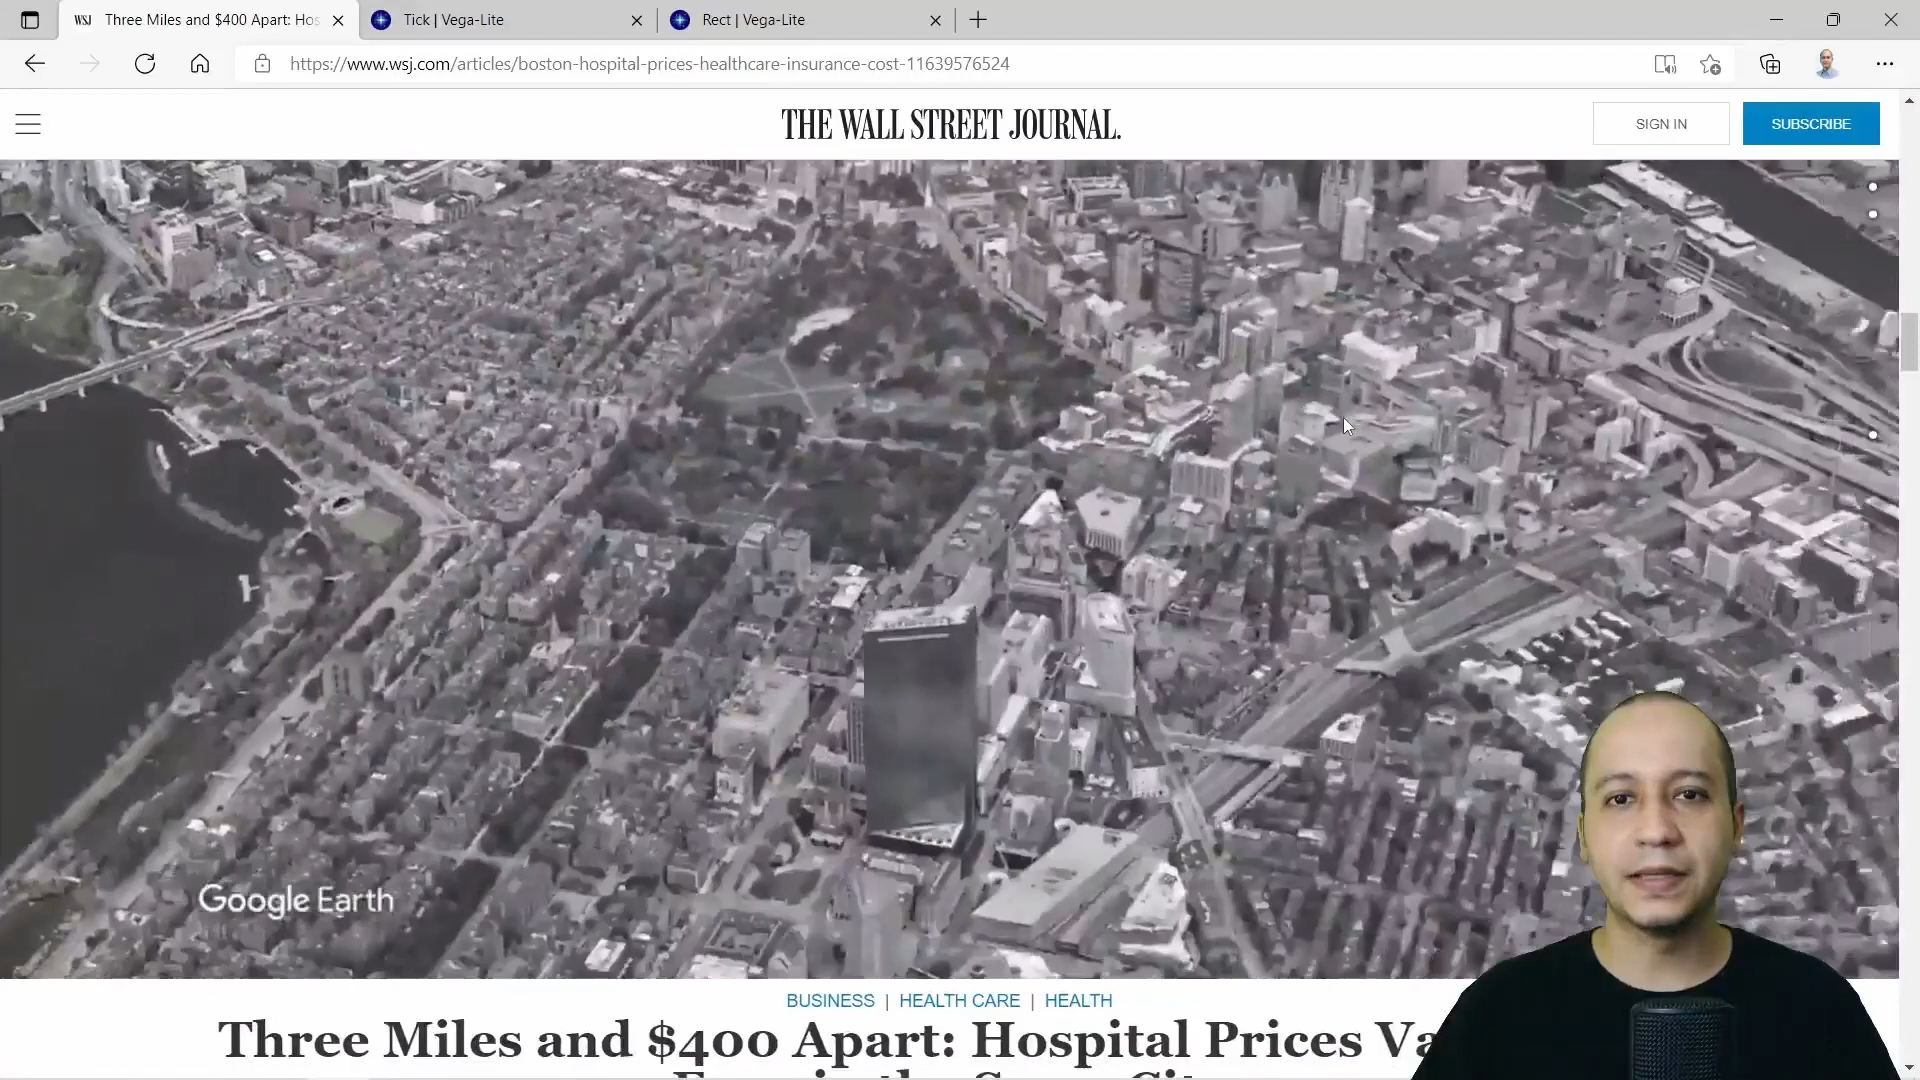 WSJ Three Miles and $400 Apart: Hos
Tick | Vega-Lite
Rect | Vega-Lite
https://www.wsj.com/articles/boston-hospital-prices-healthcare-insurance-cost-11639576524
THE WALL STREET JOURNAL.
SIGN IN
SUBSCRIBE
Google Earth
BUSINESS | HEALTH CARE | HEALTH
Three Miles and $400 Apart: Hospital Prices Va